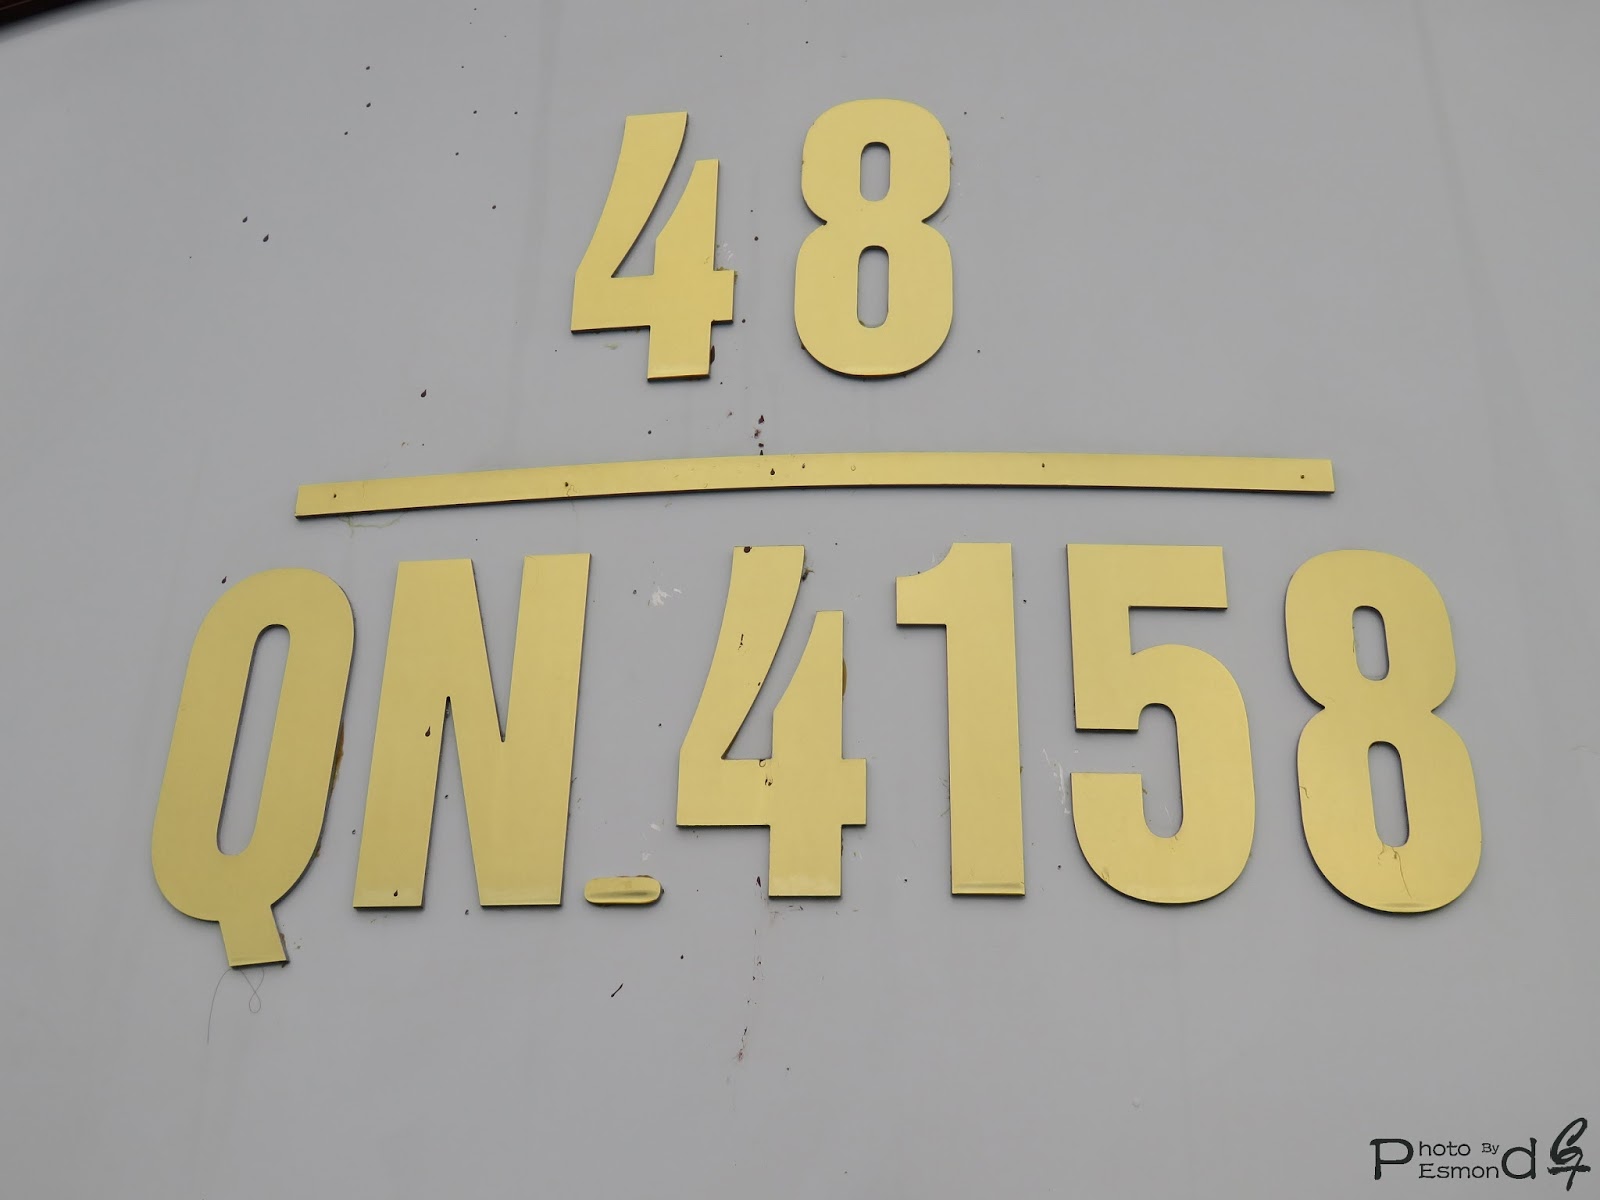 48
QN-4158
Photo By
Esmond